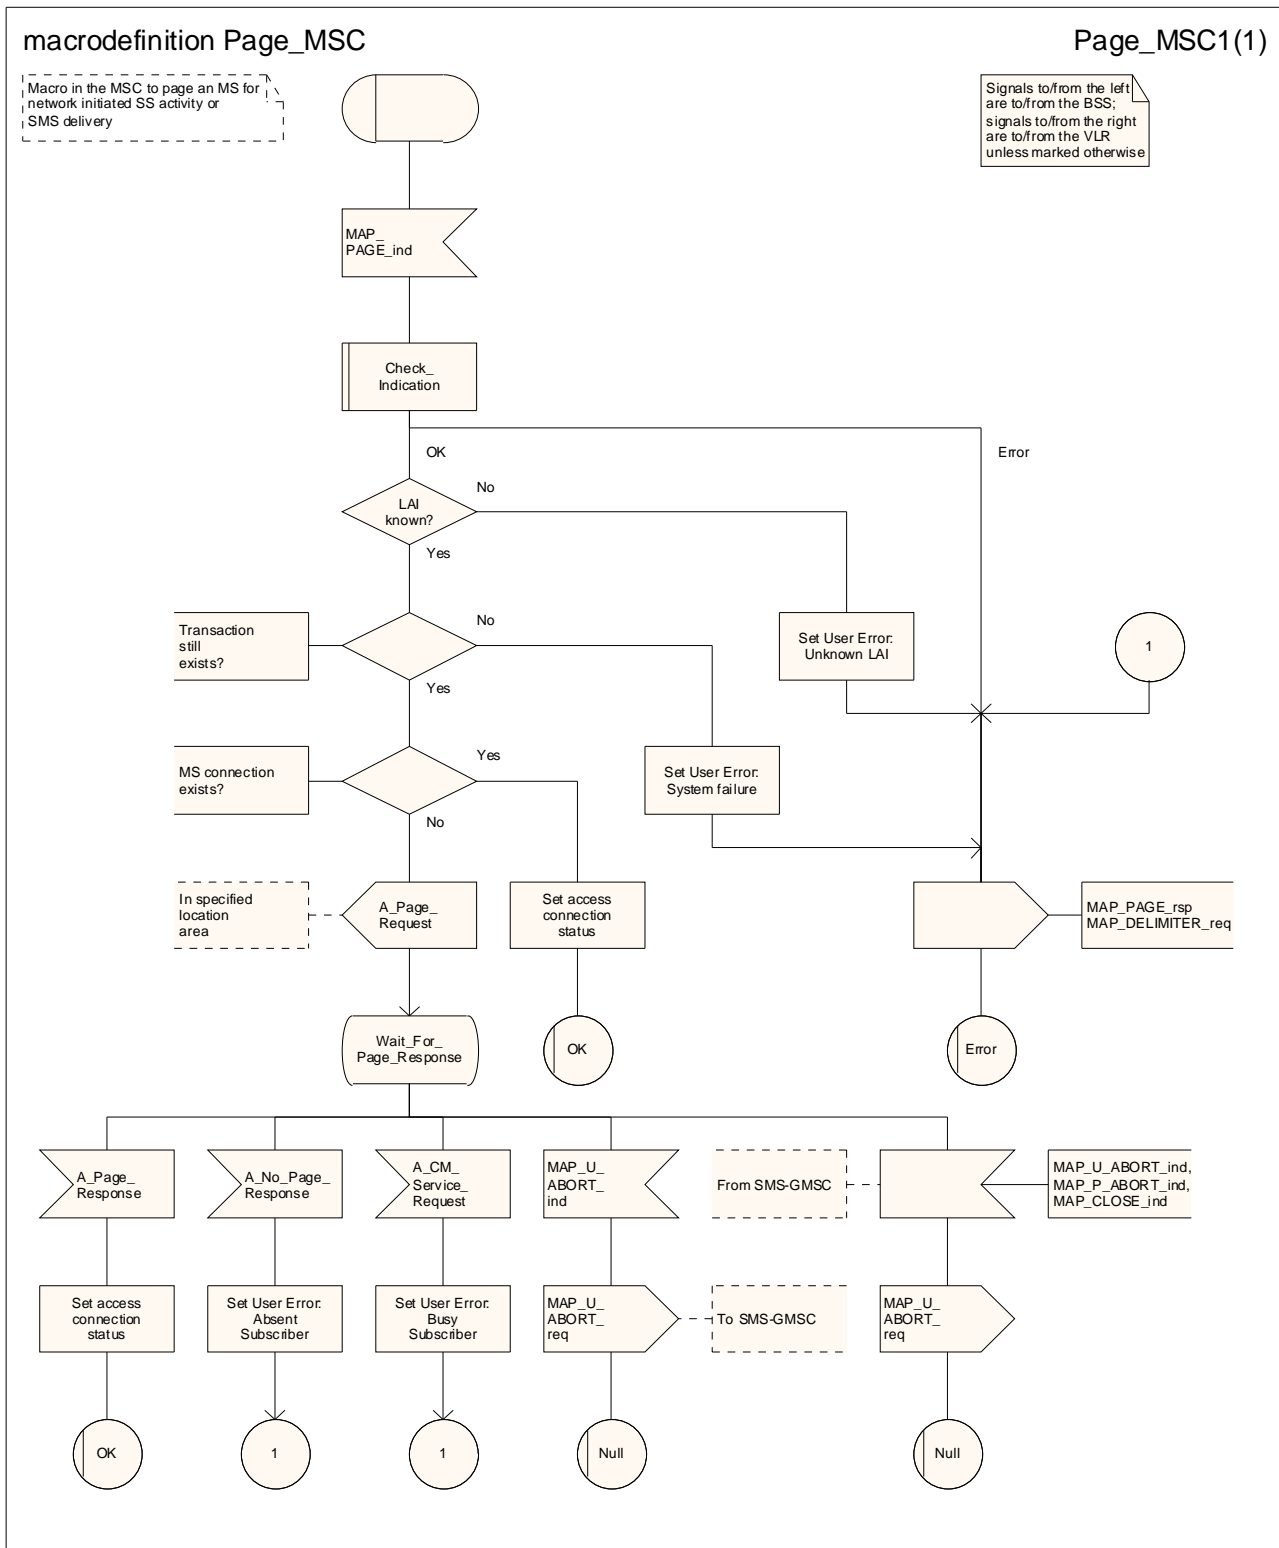 macrodefinition Page_MSC
Page_MSC1(1)
Macro in the MSC to page an MS for
network initiated SS activity or
SMS delivery
Signals to/from the left
are to/from the BSS;
signals to/from the right
are to/from the VLR
unless marked otherwise
MAP_
PAGE_ind
Check_
Indication
OK
Error
LAI
known?
No
Yes
Transaction
still
exists?
No
Yes
Set User Error:
Unknown LAI
1
MS connection
exists?
Yes
No
Set User Error:
System failure
In specified
location
area
A_Page_
Request
Set access
connection
status
MAP_PAGE_rsp
MAP_DELIMITER_req
Wait_For_
Page_Response
OK
Error
A_Page_
Response
A_No_Page_
Response
A_CM_
Service_
Request
MAP_U_
ABORT_
ind
From SMS-GMSC
MAP_U_ABORT_ind,
MAP_P_ABORT_ind,
MAP_CLOSE_ind
Set access
connection
status
Set User Error:
Absent
Subscriber
Set User Error:
Busy
Subscriber
MAP_U_
ABORT_
req
To SMS-GMSC
MAP_U_
ABORT_
req
OK
1
1
Null
Null